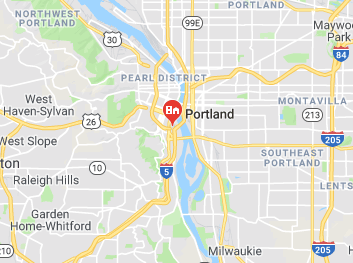 NORTHWEST
PORTLAND
PORTLAND
99E
30
Maywood
Park
84
PEARL DISTRICT
West
Haven-Sylvan
MONTAVILLA
Portland
213
26
West Slope
205
ton
10
SOUTHEAST
PORTLAND
Raleigh Hills
5
LENTS
Garden
Home-Whitford
Milwaukie
205